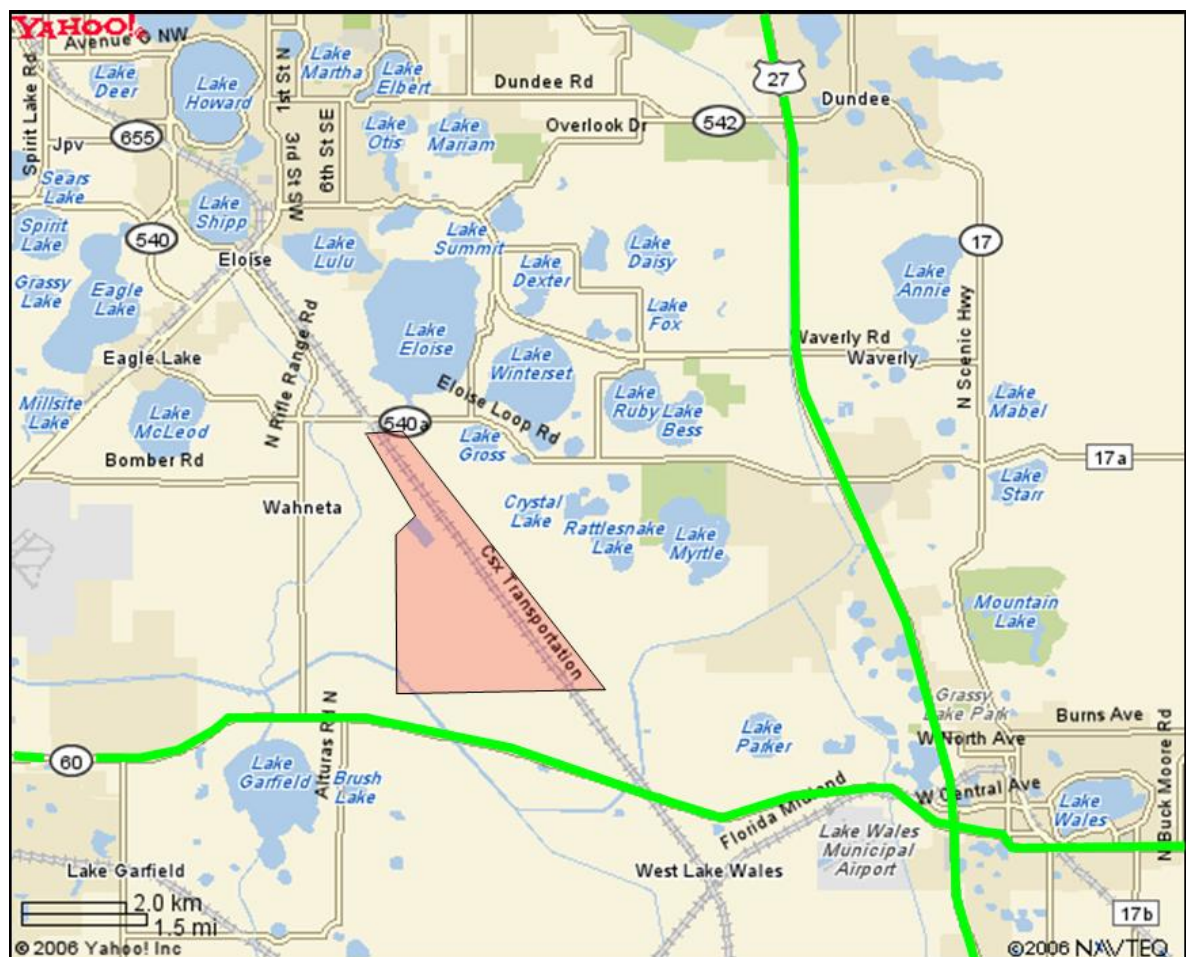 YAHOO!
Avenue G NW
Spirit Lake Rd
Lake
Deer
Lake
Howard
1st St N
Lake
Martha
Lake
Elbert
Dundee Rd
27
Dundee
655
Jpv
3rd St SW
6th St SE
Lake
Otis
Lake
Mariam
Overlook Dr
542
Sears
Lake
Spirit
Lake
540
Lake
Shipp
Eloise
Lake
Lulu
Lake
Summit
Lake
Dexter
Lake
Daisy
17
Grassy
Lake
Eagle
Lake
Lake
Annie
Lake
Fox
N Rifle Range Rd
Lake
Eloise
Waverly Rd
Waverly
N Scenic Hwy
Eagle Lake
Lake
Winterset
Eloise Loop Rd
Lake
Ruby
Lake
Bess
Lake
Mabel
Millsite
Lake
Lake
McLeod
540a
Lake
Gross
Bomber Rd
17a
Wahneta
Crystal
Lake
Rattlesnake
Lake
Lake
Myrtle
Lake
Starr
Csx Transportation
Mountain
Lake
Grassy
Lake Park
Burns Ave
W North Ave
N Buck Moore Rd
Lake
Parker
60
Lake
Garfield
Alturas Rd N
Brush
Lake
Florida Midland
W Central Ave
Lake
Wales
Lake Wales
Municipal
Airport
Lake Garfield
West Lake Wales
2.0 km
1.5 mi
17b
© 2006 Yahoo! Inc
©2006 NAVTEQ